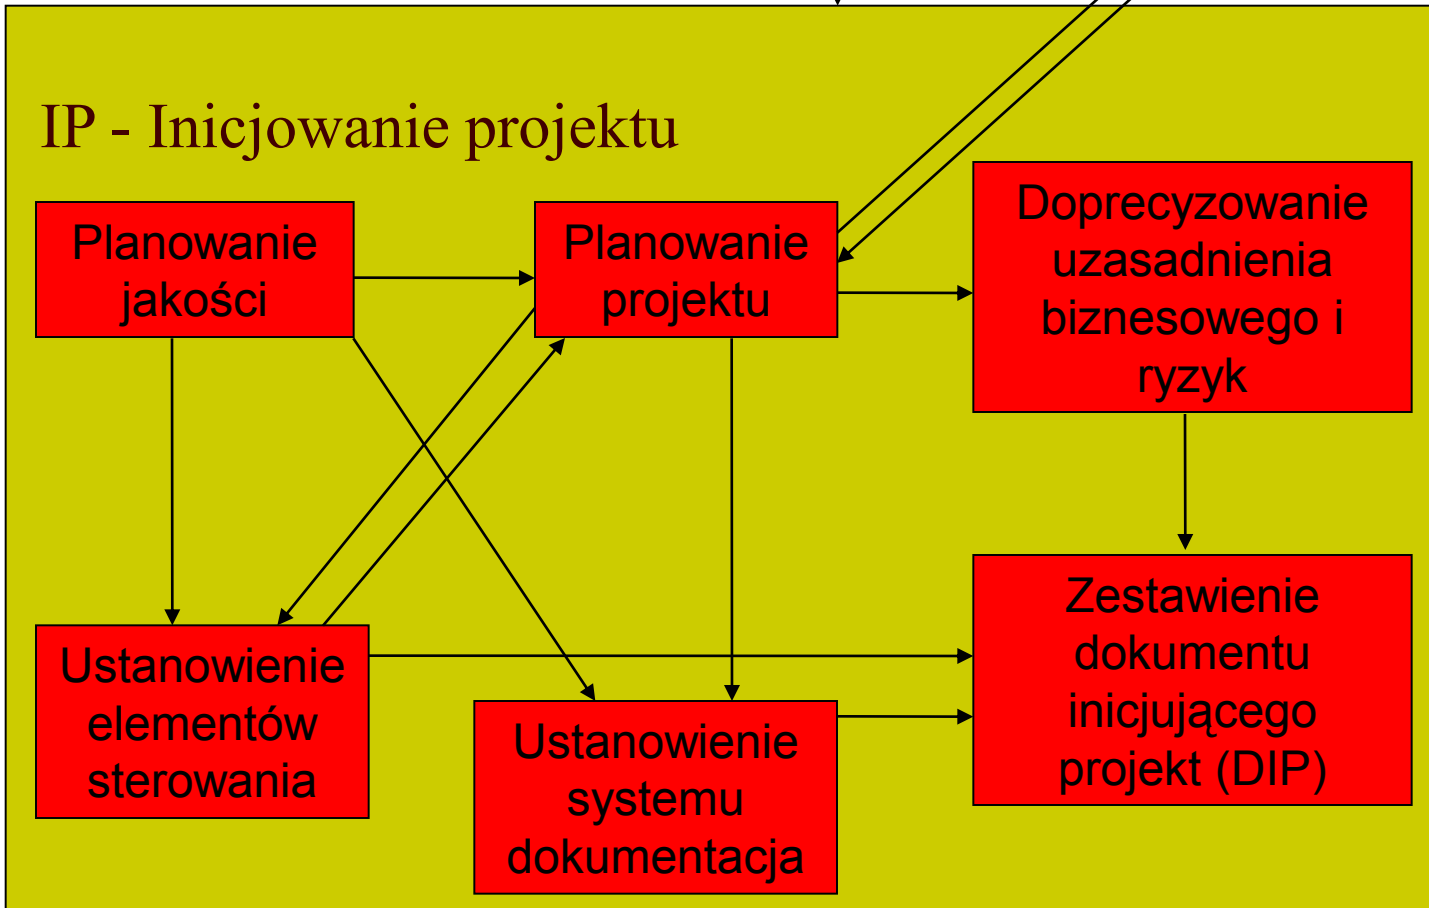 IP - Inicjowanie projektu
Planowanie
jakości
Planowanie
projektu
Doprecyzowanie
uzasadnienia
biznesowego i
ryzyk
Ustanowienie
elementów
sterowania
Ustanowienie
systemu
dokumentacja
Zestawienie
dokumentu
inicjującego
projekt (DIP)